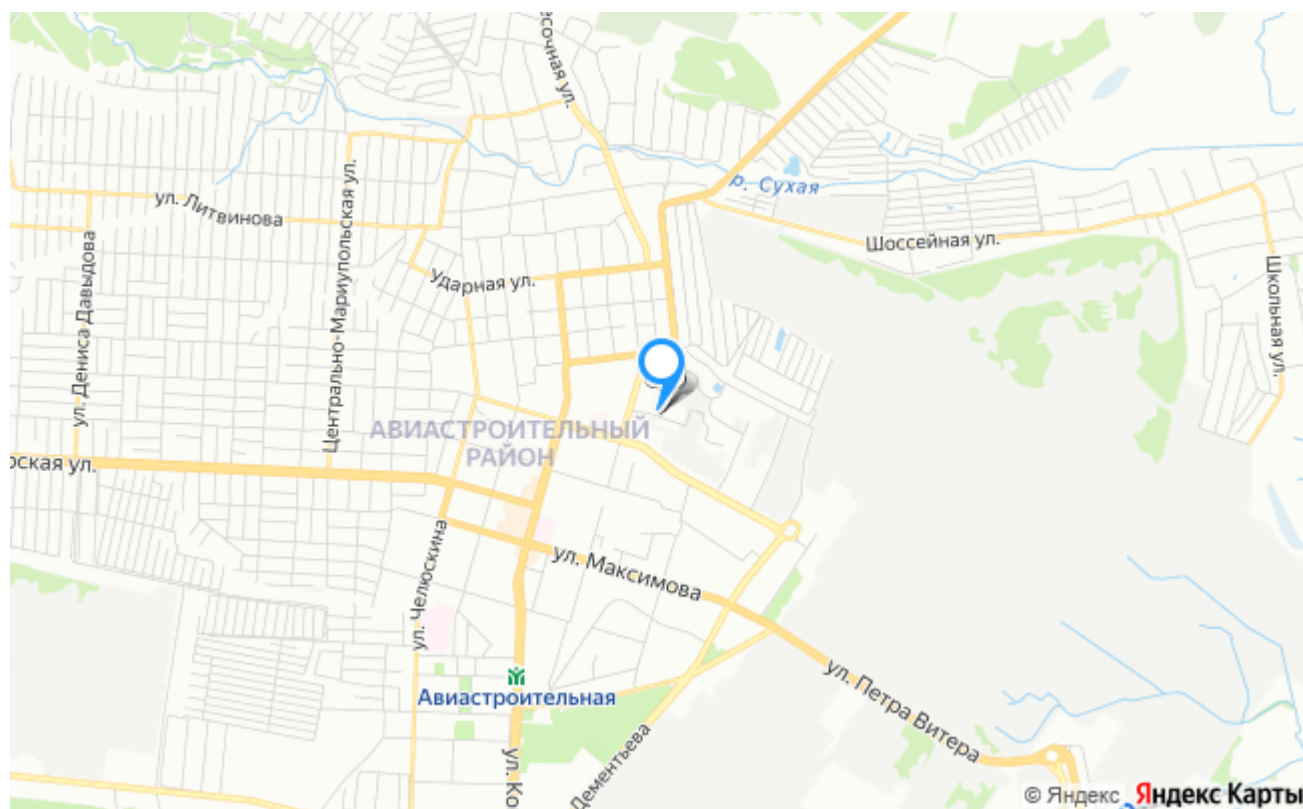 есочная ул.
р. Сухая
ул. Литвинова
Центрально-Мариупольская ул.
ул. Дениса Давыдова
Шоссейная ул.
Школьная ул.
Ударная ул.
АВИАСТРОИТЕЛЬНЫЙ
РАЙОН
рская ул.
ул. Челюскина
ул. Максимова
ул. Петра Витера
Авиастроительная
ул. Ко
Дементьева
© Яндекс Яндекс Карты